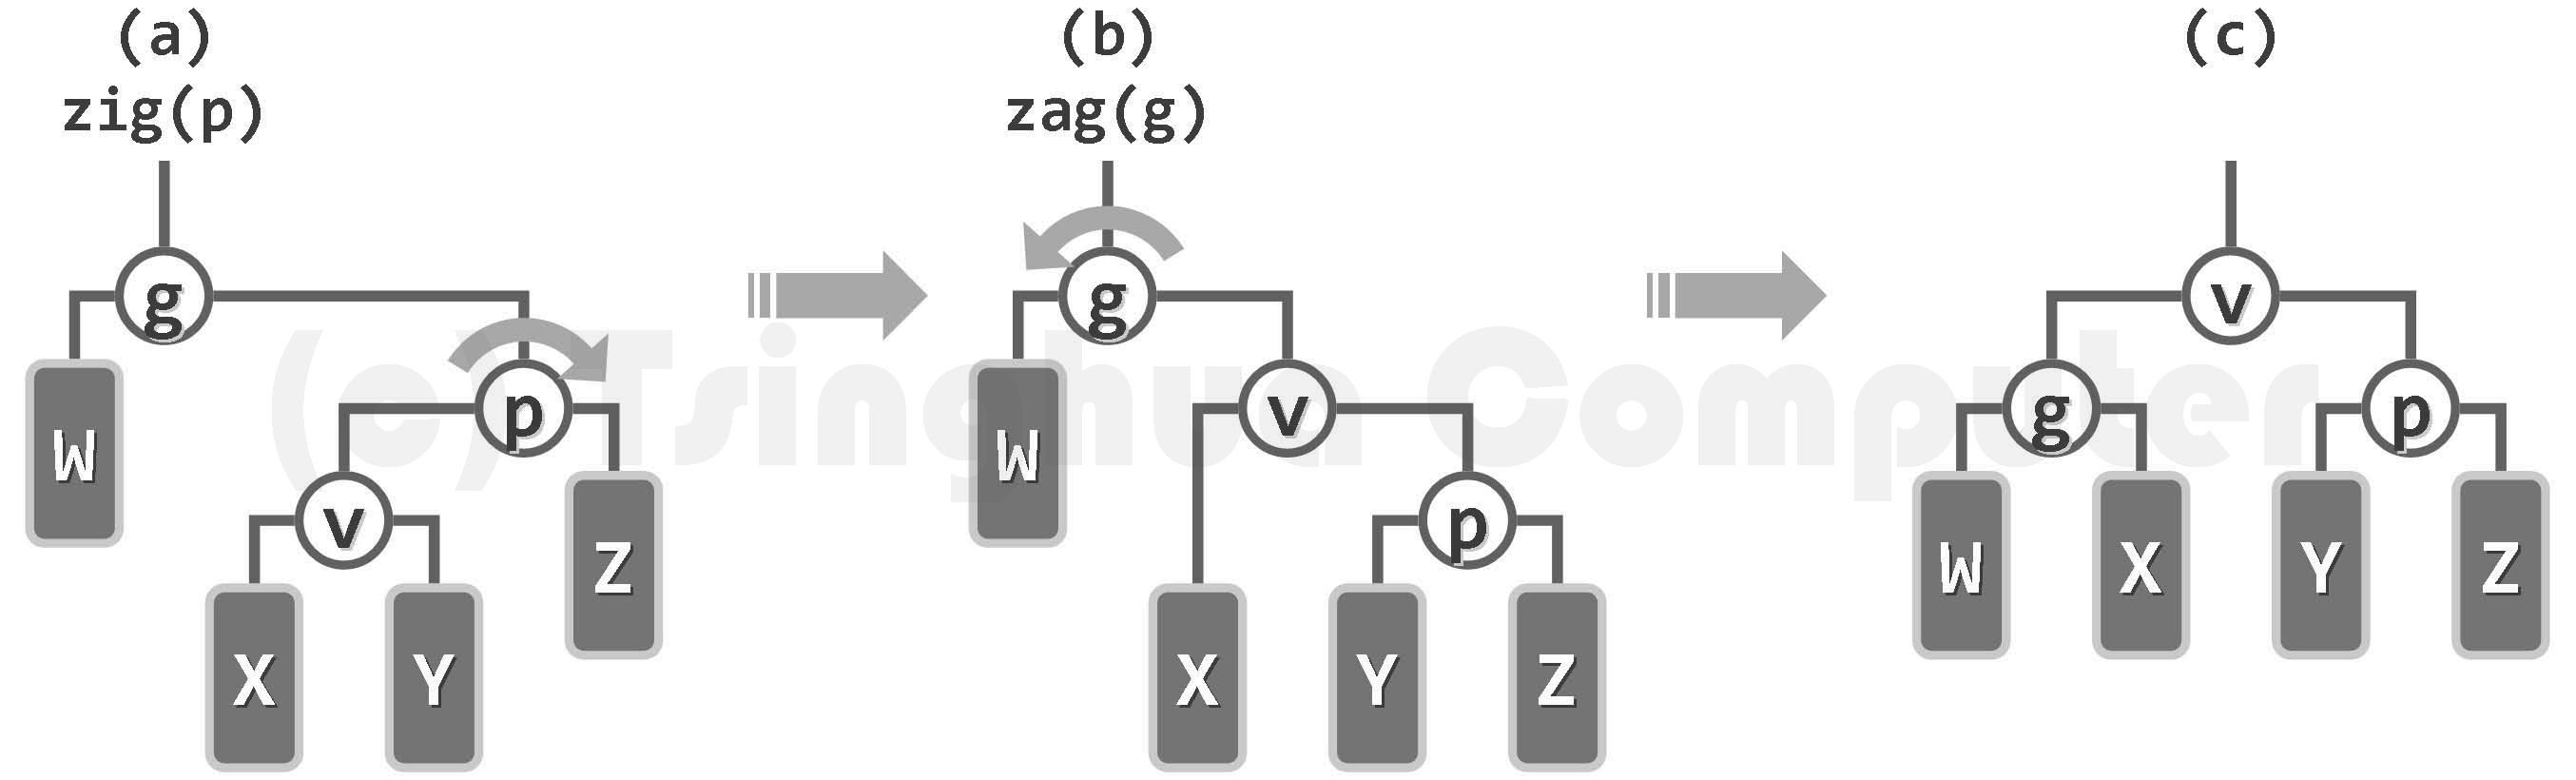 (a) (b) (c)
zig(p) zag(g)
g g v
p v g p
W W
v p W X Y Z
Z
X Y X Y Z
(c) Tsinghua Computer